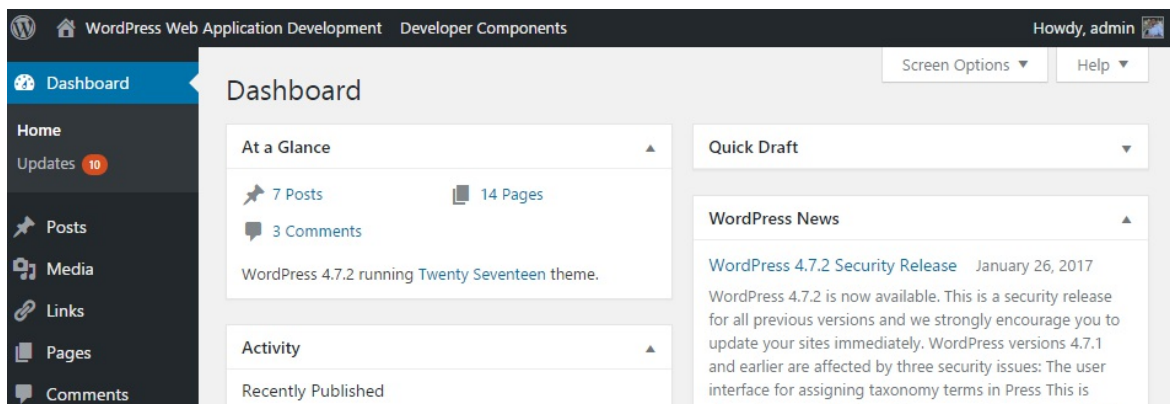 WordPress Web Application Development Developer Components Howdy, admin
Dashboard
Home
Updates 10
Posts
Media
Links
Pages
Comments
Screen Options Help
Dashboard
At a Glance
7 Posts 14 Pages
3 Comments
WordPress 4.7.2 running Twenty Seventeen theme.
Activity
Recently Published
Quick Draft
WordPress News
WordPress 4.7.2 Security Release January 26, 2017
WordPress 4.7.2 is now available. This is a security release
for all previous versions and we strongly encourage you to
update your sites immediately. WordPress versions 4.7.1
and earlier are affected by three security issues: The user
interface for assigning taxonomy terms in Press This is